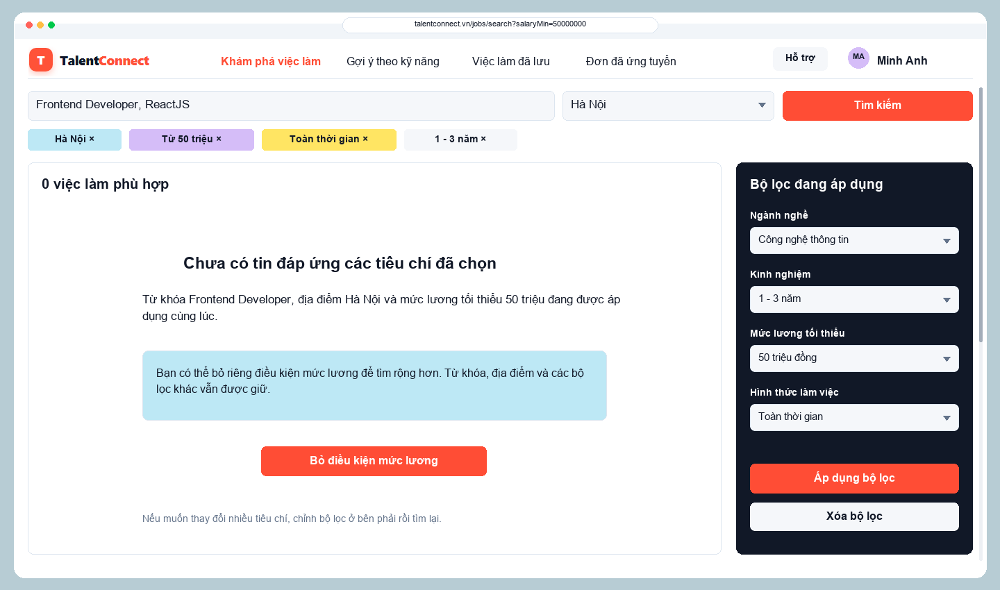 talentconnect.vn/jobs/search?salaryMin=50000000
T TalentConnect
Khám phá việc làm
Gợi ý theo kỹ năng
Việc làm đã lưu
Đơn đã ứng tuyển
Hỗ trợ
MA
Minh Anh
Frontend Developer, ReactJS
Hà Nội
Tìm kiếm
Hà Nội ×
Từ 50 triệu ×
Toàn thời gian ×
1 - 3 năm ×
0 việc làm phù hợp
Chưa có tin đáp ứng các tiêu chí đã chọn
Từ khóa Frontend Developer, địa điểm Hà Nội và mức lương tối thiểu 50 triệu đang được áp
dụng cùng lúc.
Bạn có thể bỏ riêng điều kiện mức lương để tìm rộng hơn. Từ khóa, địa điểm và các bộ
lọc khác vẫn được giữ.
Bỏ điều kiện mức lương
Nếu muốn thay đổi nhiều tiêu chí, chỉnh bộ lọc ở bên phải rồi tìm lại.
Bộ lọc đang áp dụng
Ngành nghề
Công nghệ thông tin
Kinh nghiệm
1 - 3 năm
Mức lương tối thiểu
50 triệu đồng
Hình thức làm việc
Toàn thời gian
Áp dụng bộ lọc
Xóa bộ lọc